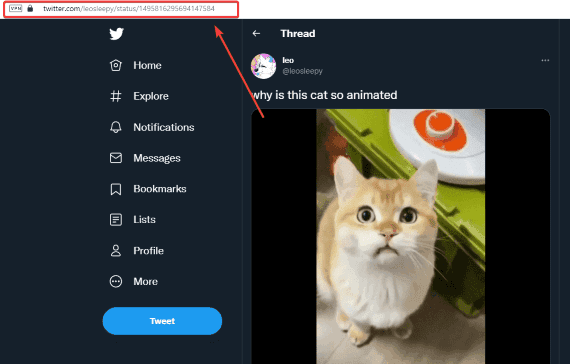 VPN twitter.com/leosleepy/status/1495816295694147584
Thread
leo
@leosleepy
why is this cat so animated
Home
Explore
Notifications
Messages
Bookmarks
Lists
Profile
More
Tweet